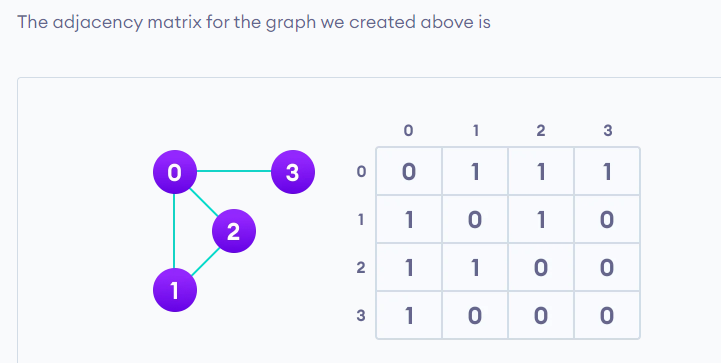 The adjacency matrix for the graph we created above is
0 1 2 3
0 3 0 0 1 1 1
1 1 0 1 0
2
2 1 1 0 0
1
3 1 0 0 0